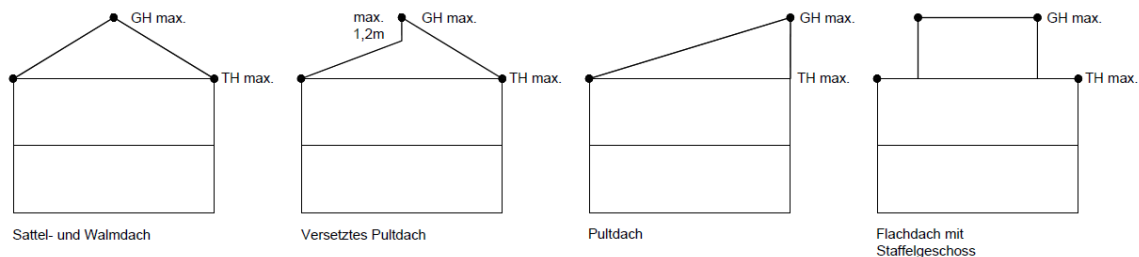 GH max.
TH max.
Sattel- und Walmdach
max.
1,2m
GH max.
TH max.
Versetztes Pultdach
GH max.
TH max.
Pultdach
GH max.
TH max.
Flachdach mit
Staffelgeschoss